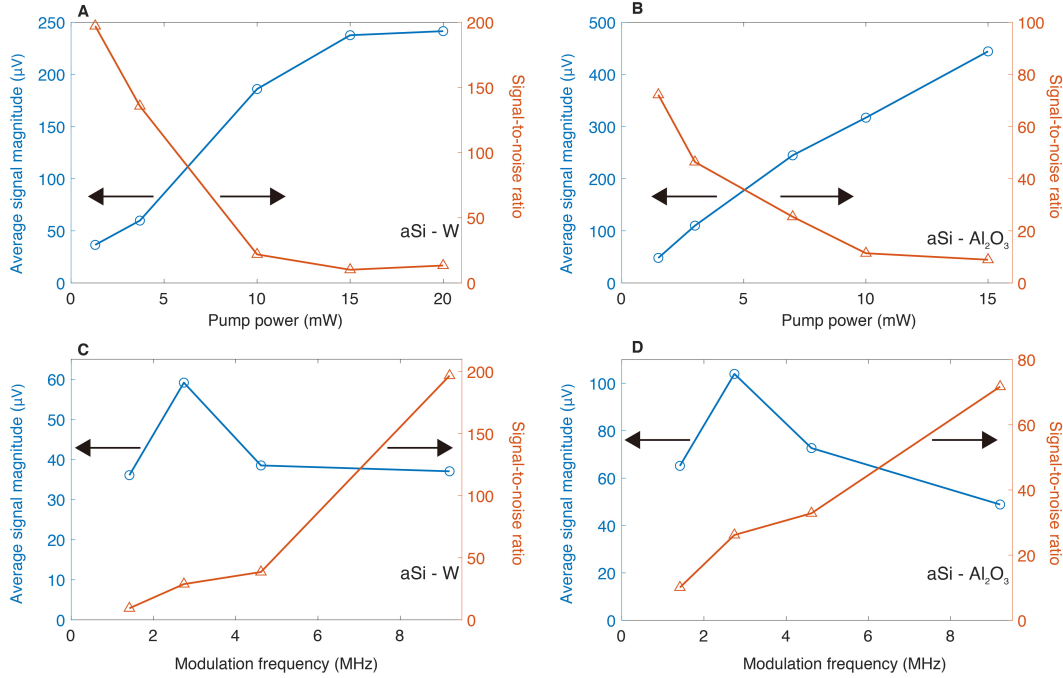 A
250
200
150
100
50
0
Average signal magnitude (µV)
200
150
100
50
0
Signal-to-noise ratio
aSi - W
0 5 10 15 20
Pump power (mW)
B
500
400
300
200
100
0
Average signal magnitude (µV)
100
80
60
40
20
0
Signal-to-noise ratio
aSi - Al₂O₃
0 5 10 15
Pump power (mW)
C
60
50
40
30
20
10
0
Average signal magnitude (µV)
200
150
100
50
0
Signal-to-noise ratio
aSi - W
0 2 4 6 8
Modulation frequency (MHz)
D
100
80
60
40
20
0
Average signal magnitude (µV)
80
60
40
20
0
Signal-to-noise ratio
aSi - Al₂O₃
0 2 4 6 8
Modulation frequency (MHz)